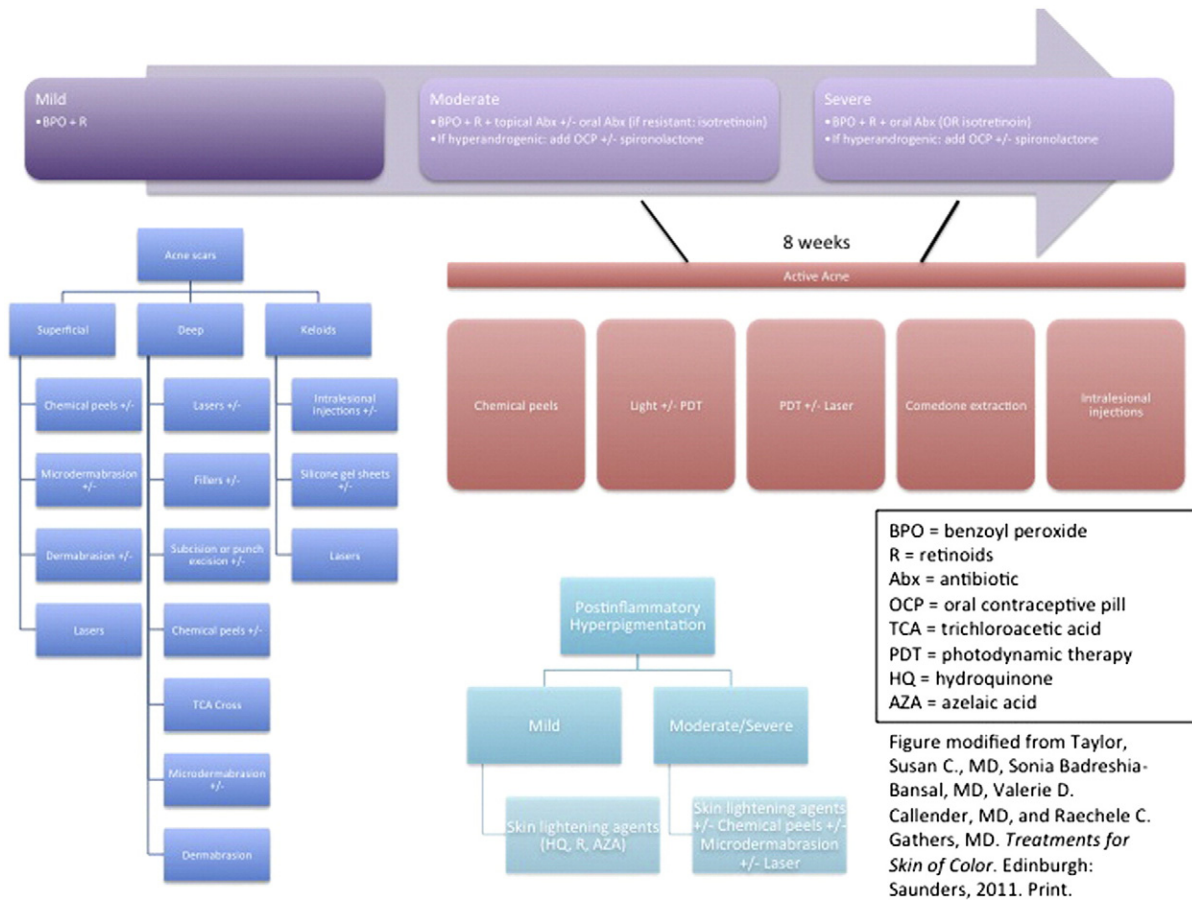 Mild
•BPO + R
Moderate
•BPO + R + topical Abx +/- oral Abx (if resistant: isotretinoin)
•If hyperandrogenic: add OCP +/- spironolactone
Severe
•BPO + R + oral Abx (OR isotretinoin)
•If hyperandrogenic: add OCP +/- spironolactone
8 weeks
Active Acne
Chemical peels
Light +/- PDT
PDT +/- Laser
Comedone extraction
Intralesional
injections
Acne scars
Superficial
Chemical peels +/-
Microdermabrasion
+/-
Dermabrasion +/-
Lasers
Deep
Lasers +/-
Fillers +/-
Subcision or punch
excision +/-
Chemical peels +/-
TCA Cross
Microdermabrasion
+/-
Dermabrasion
Keloids
Intralesional
injections +/-
Silicone gel sheets
+/-
Lasers
Postinflammatory
Hyperpigmentation
Mild
Skin lightening agents
(HQ, R, AZA)
Moderate/Severe
Skin lightening agents
+/- Chemical peels +/-
Microdermabrasion
+/- Laser
BPO = benzoyl peroxide
R = retinoids
Abx = antibiotic
OCP = oral contraceptive pill
TCA = trichloroacetic acid
PDT = photodynamic therapy
HQ = hydroquinone
AZA = azelaic acid
Figure modified from Taylor,
Susan C., MD, Sonia Badreshia-
Bansal, MD, Valerie D.
Callender, MD, and Raechele C.
Gathers, MD. Treatments for
Skin of Color. Edinburgh:
Saunders, 2011. Print.